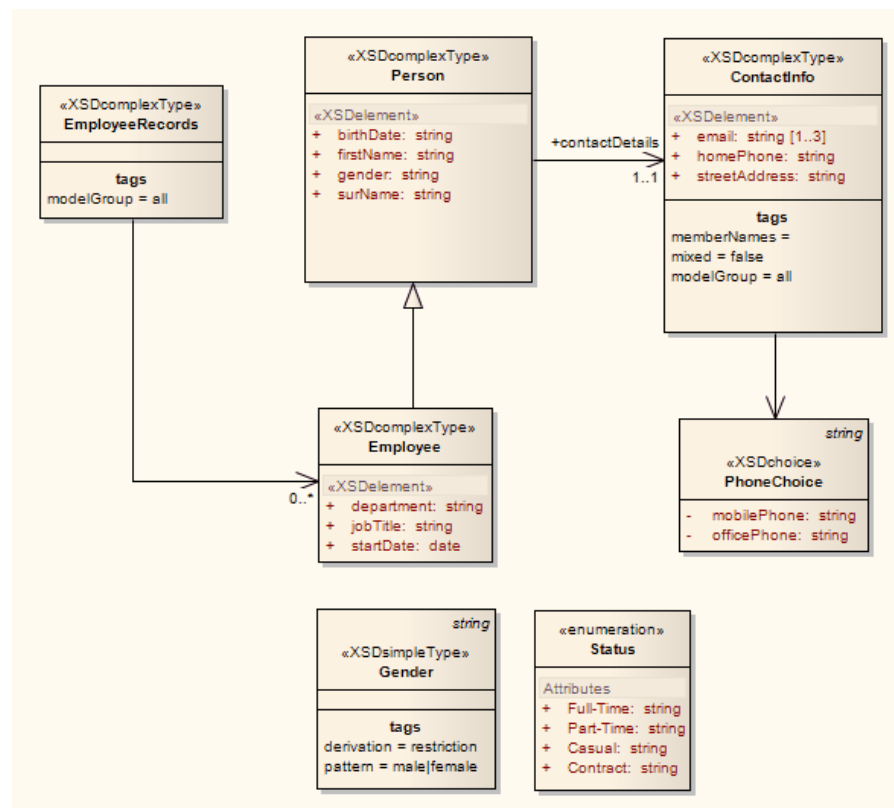 «XSDcomplexType»
EmployeeRecords
tags
modelGroup = all
«XSDcomplexType»
Person
«XSDelement»
+ birthDate: string
+ firstName: string
+ gender: string
+ surName: string
+contactDetails
1..1
«XSDcomplexType»
ContactInfo
«XSDelement»
+ email: string [1..3]
+ homePhone: string
+ streetAddress: string
tags
memberNames =
mixed = false
modelGroup = all
0..*
«XSDcomplexType»
Employee
«XSDelement»
+ department: string
+ jobTitle: string
+ startDate: date
string
«XSDchoice»
PhoneChoice
- mobilePhone: string
- officePhone: string
string
«XSDsimpleType»
Gender
tags
derivation = restriction
pattern = male|female
«enumeration»
Status
Attributes
+ Full-Time: string
+ Part-Time: string
+ Casual: string
+ Contract: string